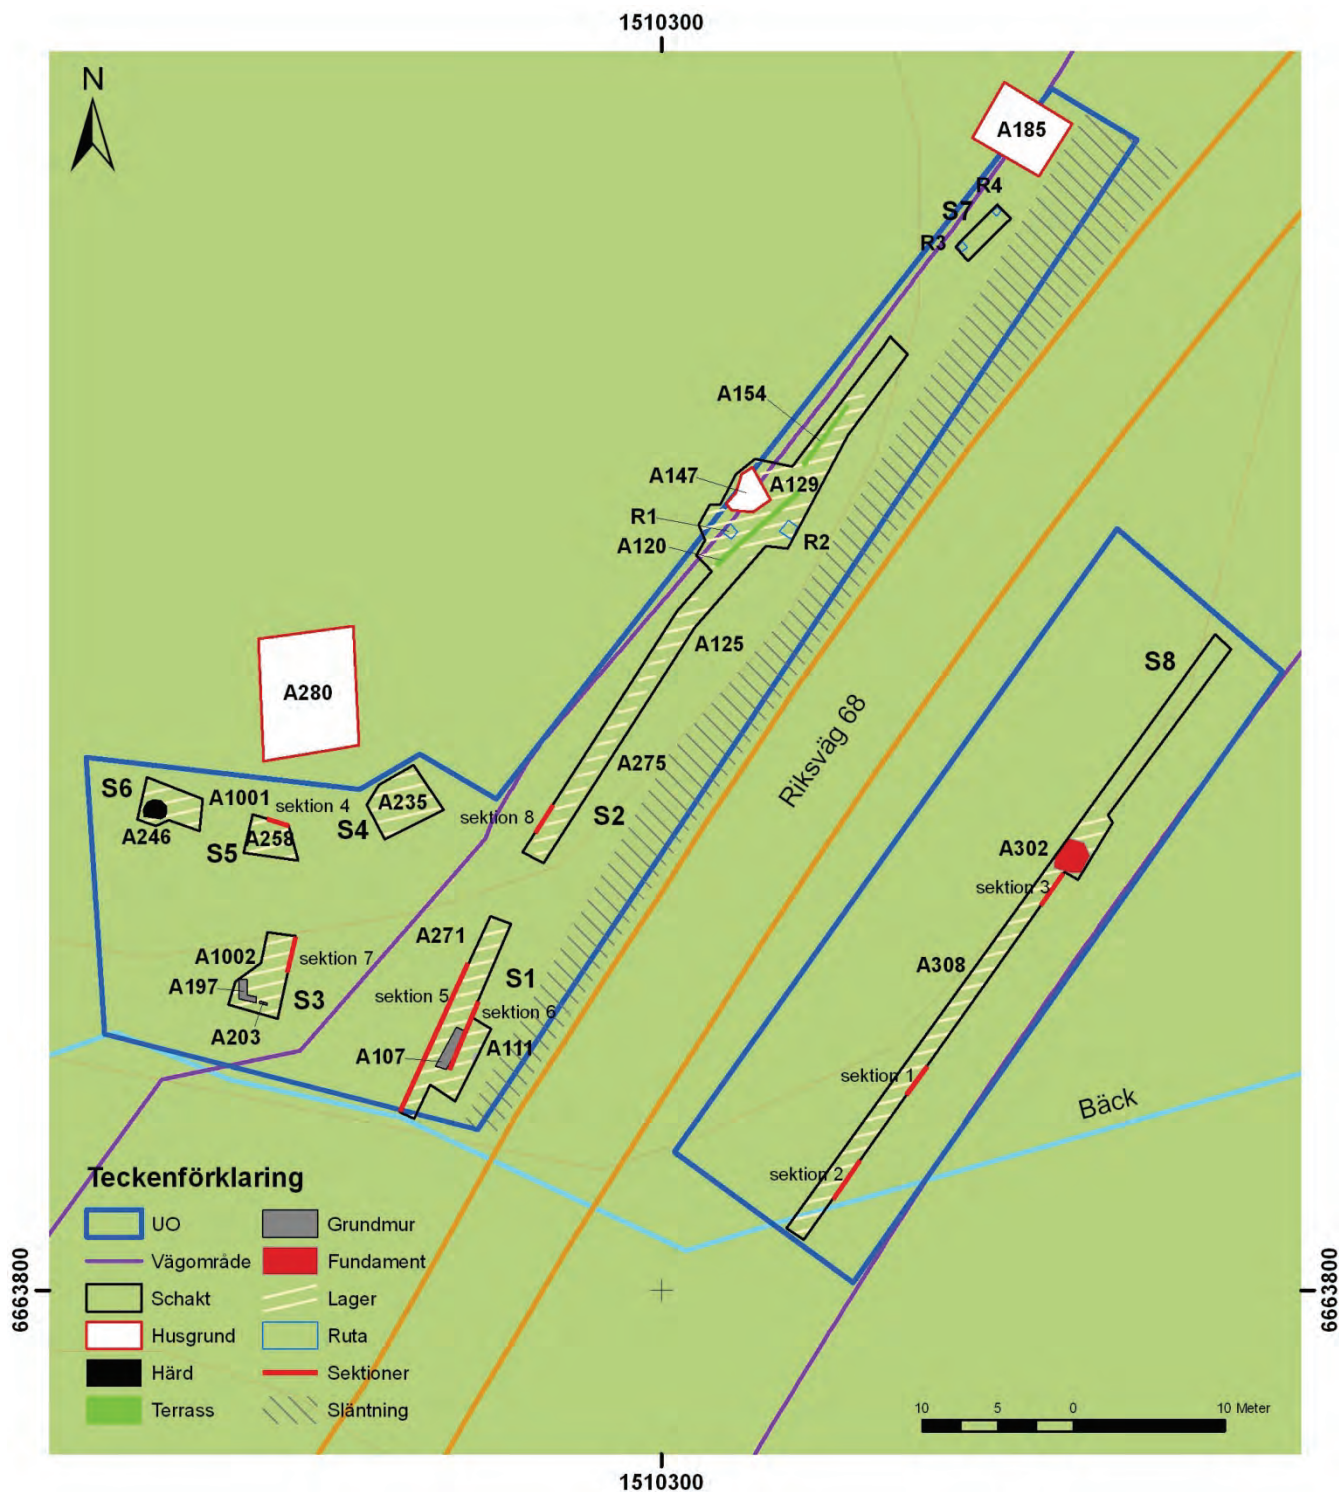 1510300
N
A185
R4
S7
R3
A154
A147
A129
R1
R2
A120
A125
S8
A280
Riksväg 68
A275
S6
A1001
sektion 4
A235
S4
sektion 8
S2
A246
S5
A258
A302
sektion 3
A271
A1002
sektion 7
A308
S1
A197
S3
sektion 5
sektion 6
A203
A107
A111
sektion 1
Bäck
sektion 2
Teckenförklaring
UO
Grundmur
Vägområde
Fundament
Schakt
Lager
Husgrund
Ruta
Härd
Sektioner
Terrass
Släntning
6663800
6663800
10 5 0 10 Meter
1510300